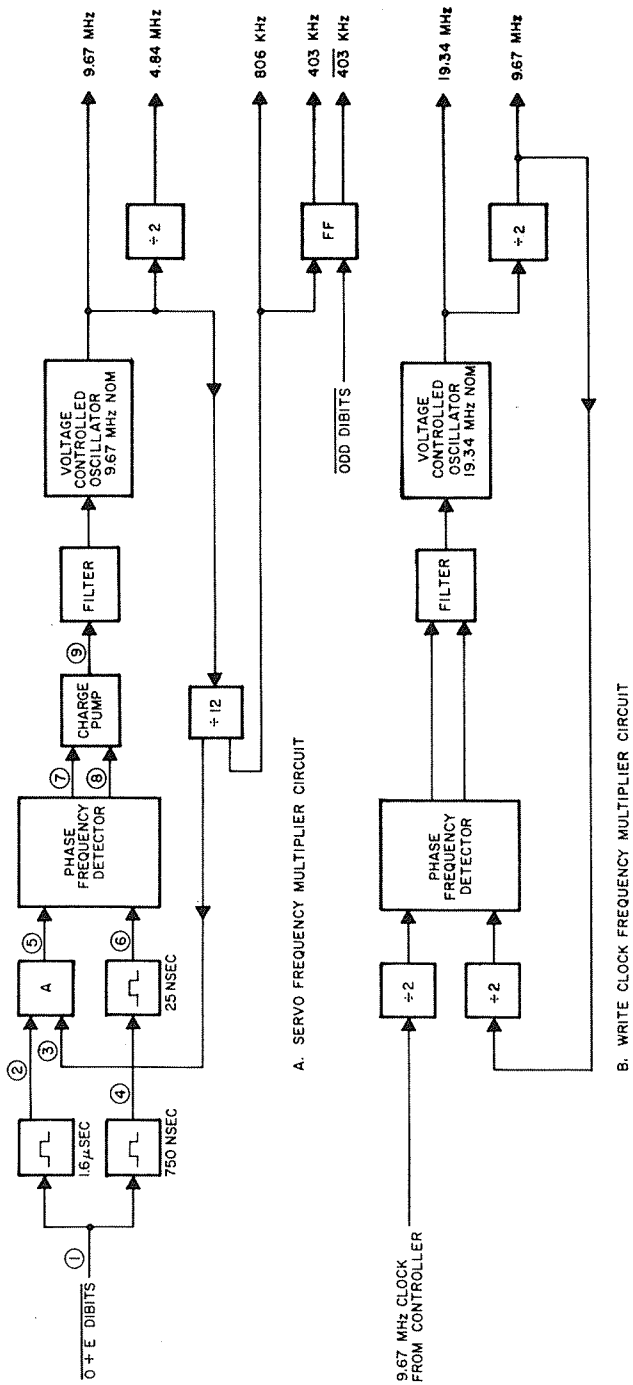 O + E DIBITS
①
1.6 µSEC
750 NSEC
②
③
④
A
25 NSEC
⑤
⑥
PHASE
FREQUENCY
DETECTOR
⑦
⑧
CHARGE
PUMP
⑨
FILTER
VOLTAGE
CONTROLLED
OSCILLATOR
9.67 MHz NOM
÷ 2
÷ 12
ODD DIBITS
FF
9.67 MHz
4.84 MHz
806 KHz
403 KHz
403 KHz
A. SERVO FREQUENCY MULTIPLIER CIRCUIT
9.67 MHz CLOCK
FROM CONTROLLER
÷2
÷2
PHASE
FREQUENCY
DETECTOR
FILTER
VOLTAGE
CONTROLLED
OSCILLATOR
19.34 MHz NOM
÷ 2
19.34 MHz
9.67 MHz
B. WRITE CLOCK FREQUENCY MULTIPLIER CIRCUIT